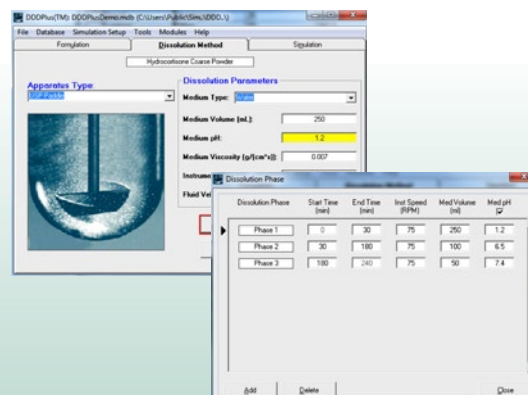 DDDPlus(TM): DDDPlusDemo.mdb (C:\Users\Public\Simul\DDD..\)
File Database Simulation Setup Tools Modules Help
Formulation Dissolution Method Simulation
Hydrocortisone Coarse Powder
Apparatus Type:
USP Paddle
Dissolution Parameters
Medium Type: Water
Medium Volume (mL): 250
Medium pH: 1.2
Medium Viscosity [g/(cm*s)]: 0.007
Fluid Vel
Dissolution Phase
Dissolution Phase Start Time (min) End Time (min) Inst Speed (RPM) Med Volume (ml) Med pH
Phase 1 0 30 75 250 1.2
Phase 2 30 180 75 100 6.5
Phase 3 180 240 75 50 7.4
Add Delete Close